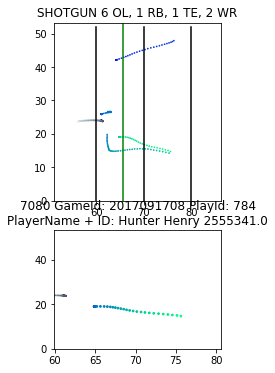 SHOTGUN 6 OL, 1 RB, 1 TE, 2 WR
50
40
30
20
10
0
60 70 80
7080 GameId: 2017091708 PlayId: 784
PlayerName + ID: Hunter Henry 2555341.0
40
20
0
60 65 70 75 80